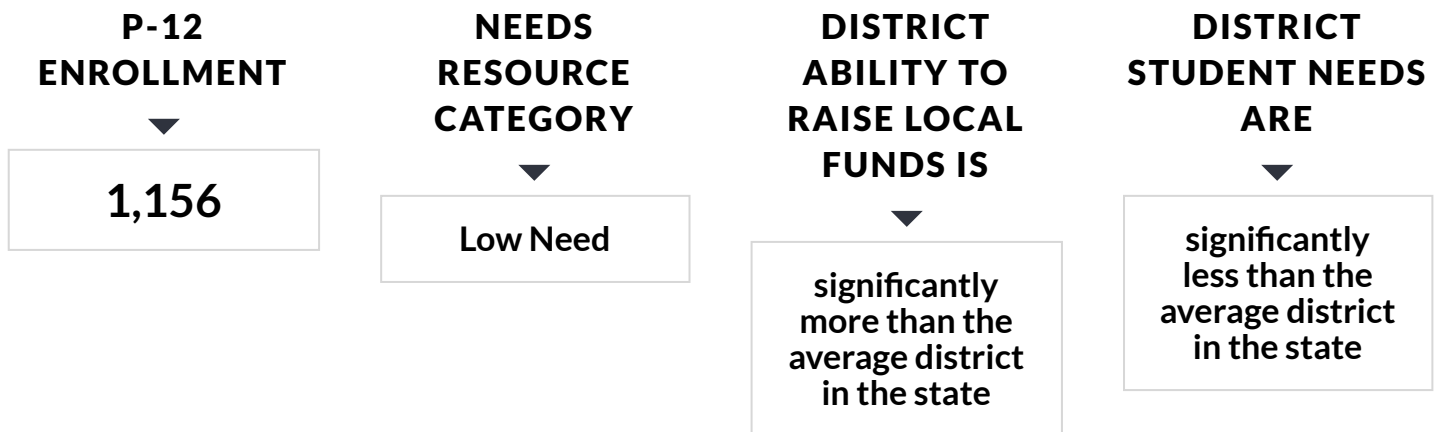 P-12
ENROLLMENT
1,156
NEEDS
RESOURCE
CATEGORY
Low Need
DISTRICT
ABILITY TO
RAISE LOCAL
FUNDS IS
significantly
more than the
average district
in the state
DISTRICT
STUDENT NEEDS
ARE
significantly
less than the
average district
in the state